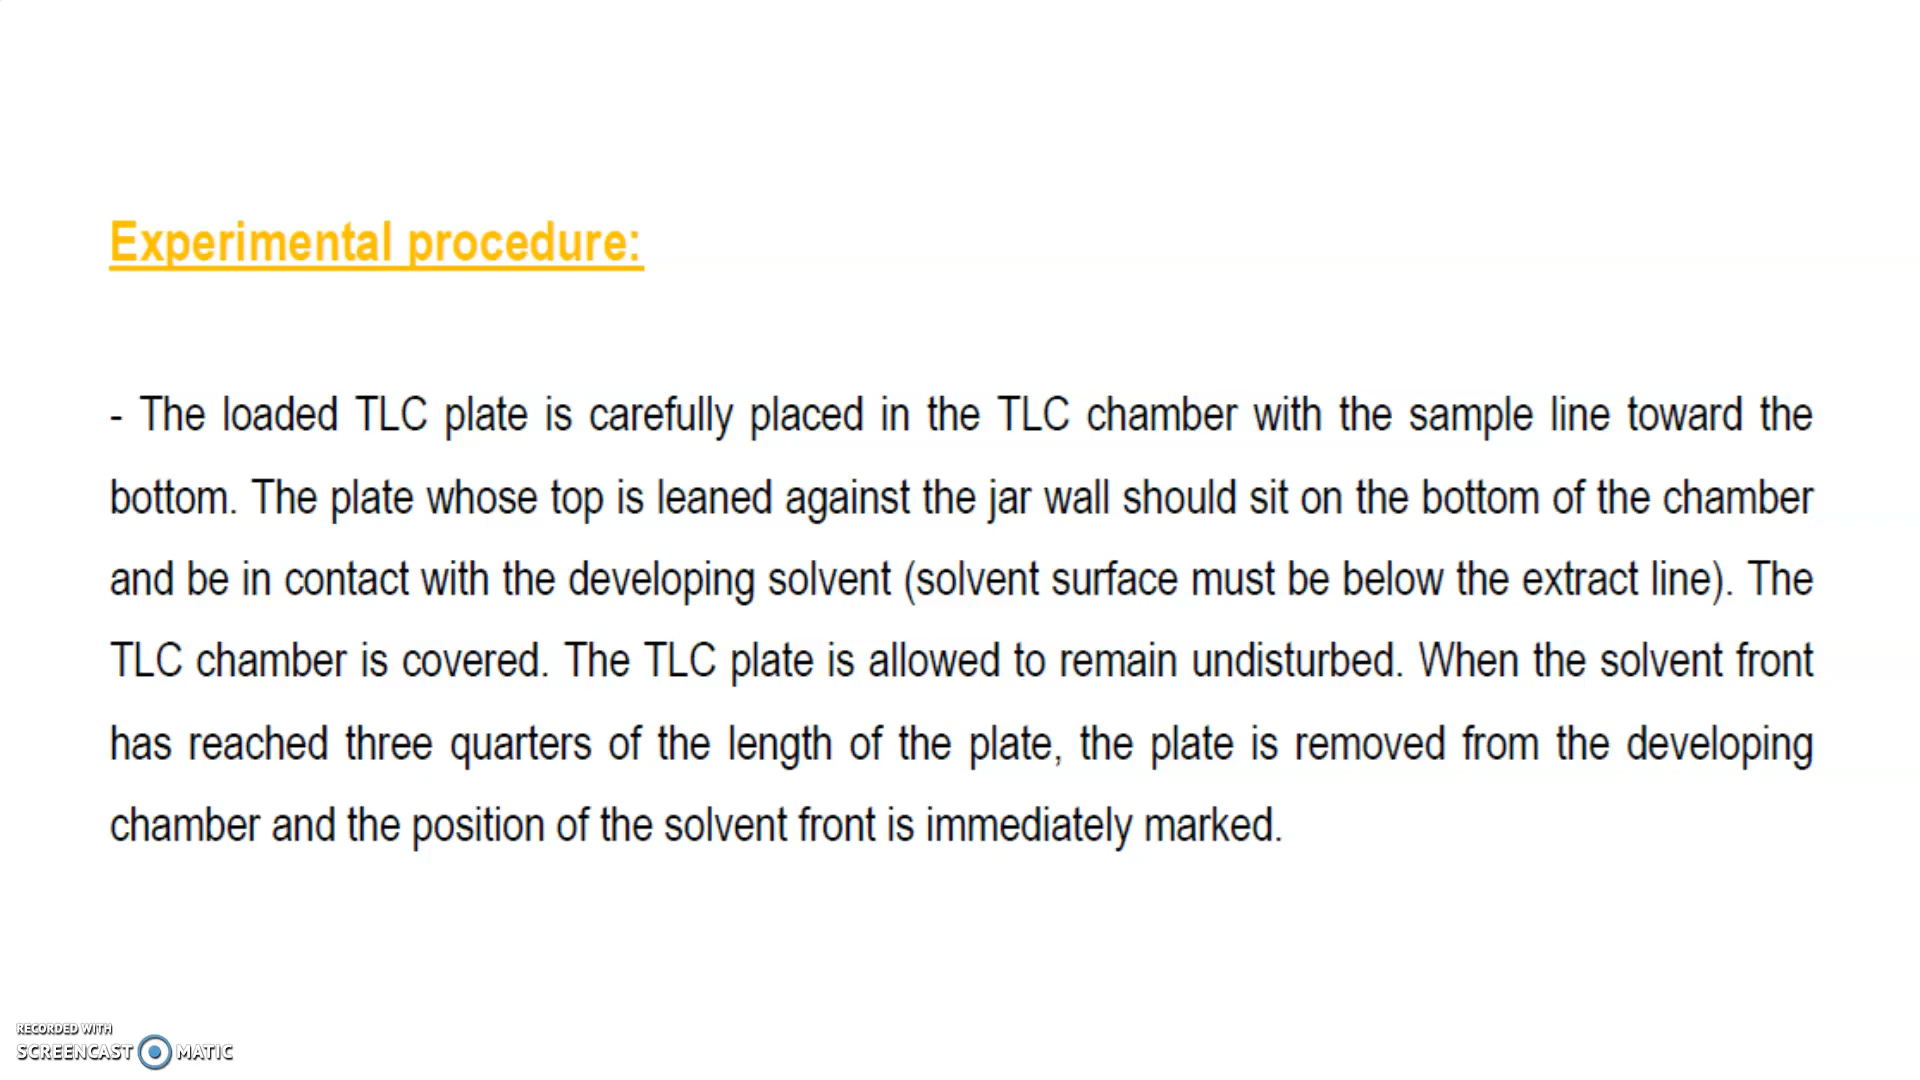 Experimental procedure:
- The loaded TLC plate is carefully placed in the TLC chamber with the sample line toward the
bottom. The plate whose top is leaned against the jar wall should sit on the bottom of the chamber
and be in contact with the developing solvent (solvent surface must be below the extract line). The
TLC chamber is covered. The TLC plate is allowed to remain undisturbed. When the solvent front
has reached three quarters of the length of the plate, the plate is removed from the developing
chamber and the position of the solvent front is immediately marked.
RECORDED WITH
SCREENCAST MATIC